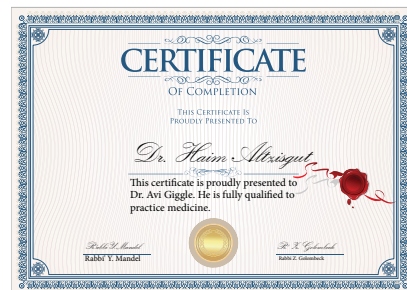 CERTIFICATE
OF COMPLETION
THIS CERTIFICATE IS
PROUDLY PRESENTED TO
Dr. Haim Altzisgut
This certificate is proudly presented to
Dr. Avi Giggle. He is fully qualified to
practice medicine.
Rabbi Y. Mandel
Rabbi Y. Mandel
R. Z. Golombeck
Rabbi Z. Golombeck